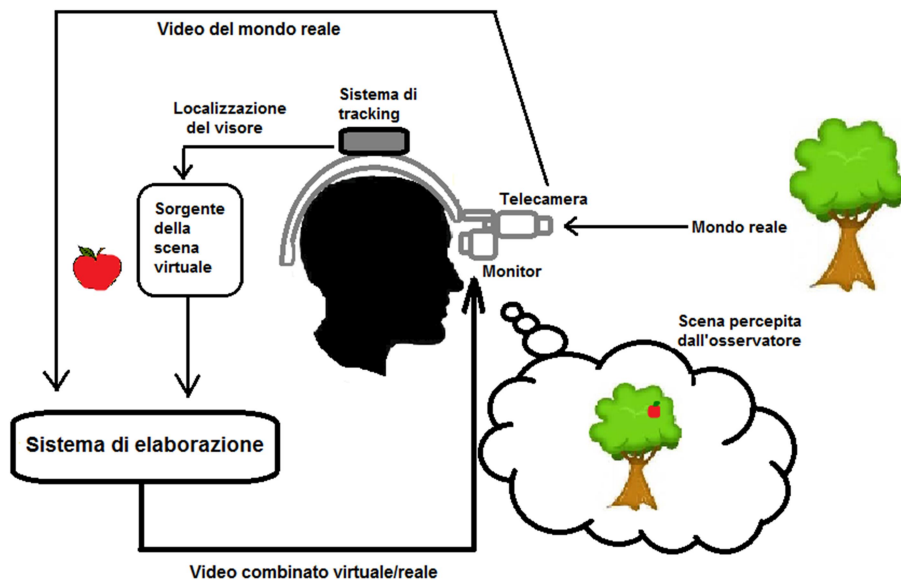 Video del mondo reale
Localizzazione
del visore
Sistema di
tracking
Sorgente
della
scena
virtuale
Telecamera
Mondo reale
Monitor
Scena percepita
dall'osservatore
Sistema di elaborazione
Video combinato virtuale/reale